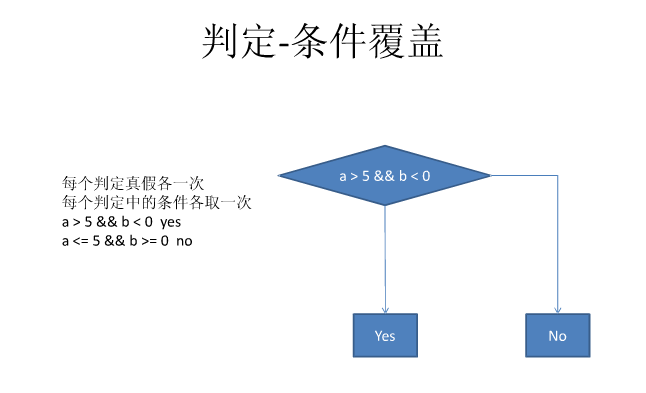 判定-条件覆盖
每个判定真假各一次
每个判定中的条件各取一次
a > 5 && b < 0  yes
a <= 5 && b >= 0  no
a > 5 && b < 0
Yes
No